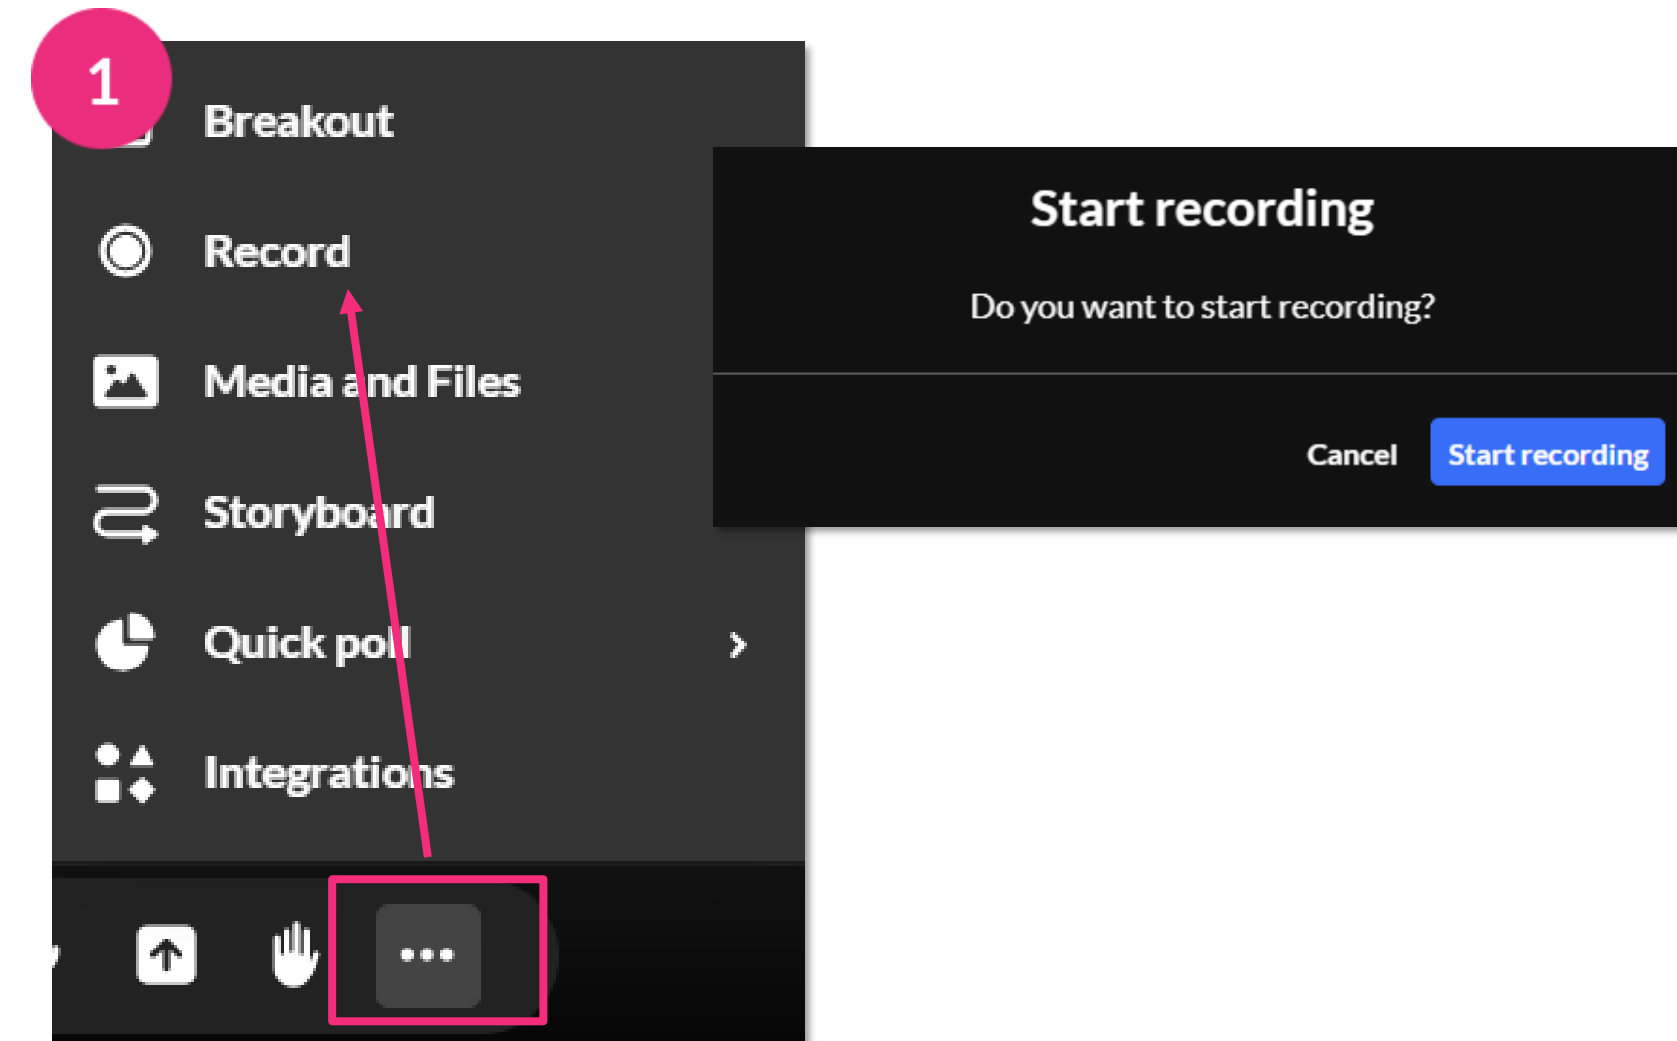 1
Breakout
Record
Media and Files
Storyboard
Quick poll
Integrations
Start recording
Do you want to start recording?
Cancel
Start recording